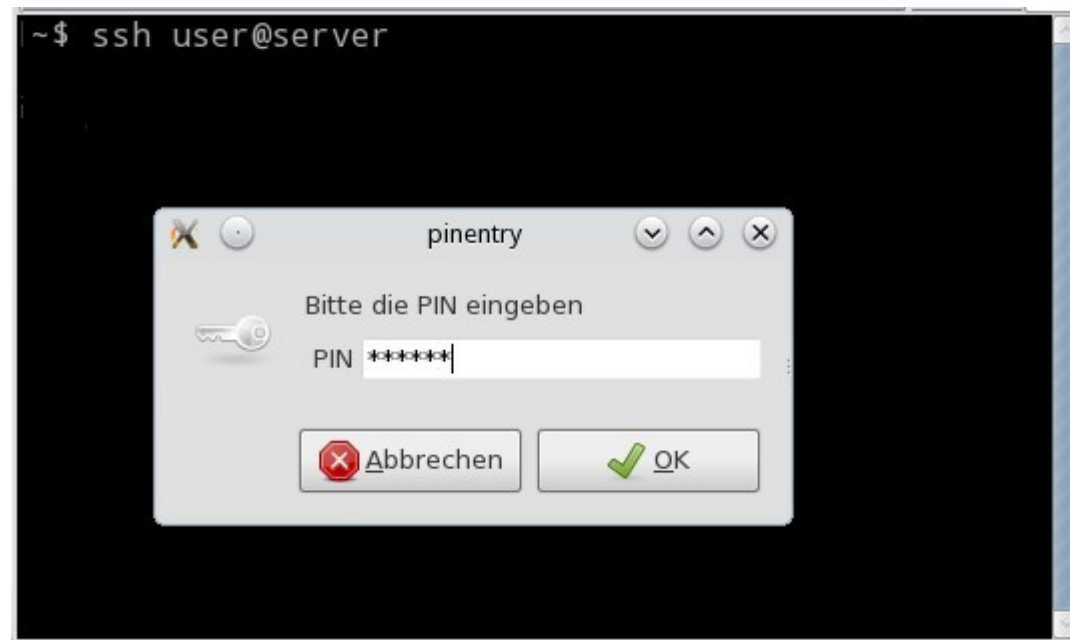 ~$ ssh user@server
pinentry
Bitte die PIN eingeben
PIN ******
Abbrechen
OK